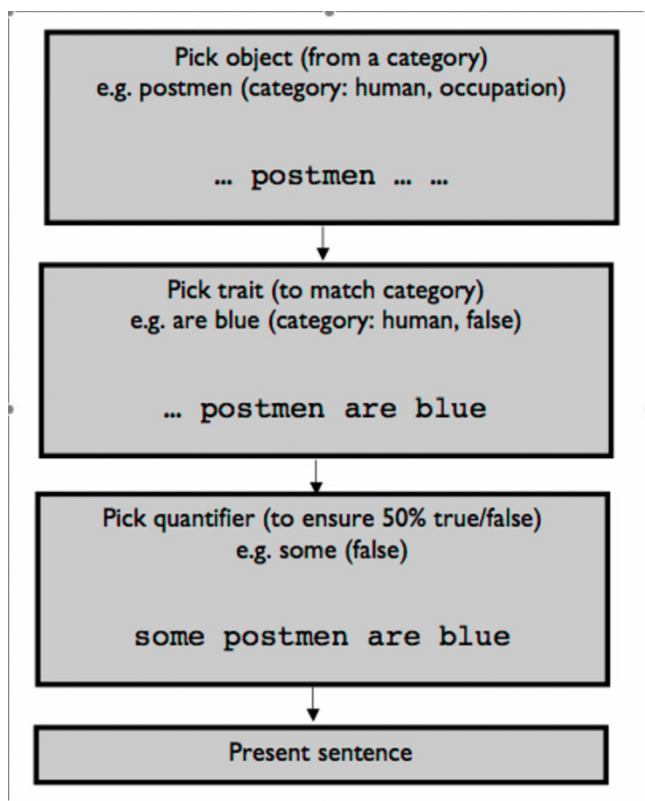 Pick object (from a category)
e.g. postmen (category: human, occupation)
… postmen … …
Pick trait (to match category)
e.g. are blue (category: human, false)
… postmen are blue
Pick quantifier (to ensure 50% true/false)
e.g. some (false)
some postmen are blue
Present sentence